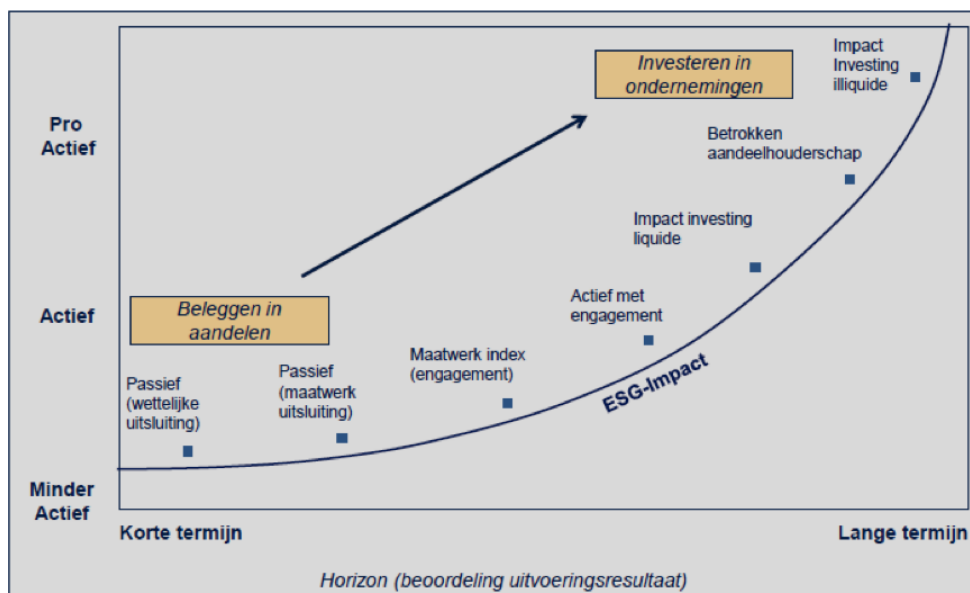 Pro
Actief
Actief
Minder
Actief
Investeren in
ondernemingen
Impact
Investing
illiquide
Betrokken
aandeelhouderschap
Impact investing
liquide
Beleggen in
aandelen
Actief met
engagement
Maatwerk index
(engagement)
Passief
(maatwerk
uitsluiting)
Passief
(wettelijke
uitsluiting)
ESG-Impact
Korte termijn
Lange termijn
Horizon (beoordeling uitvoeringsresultaat)